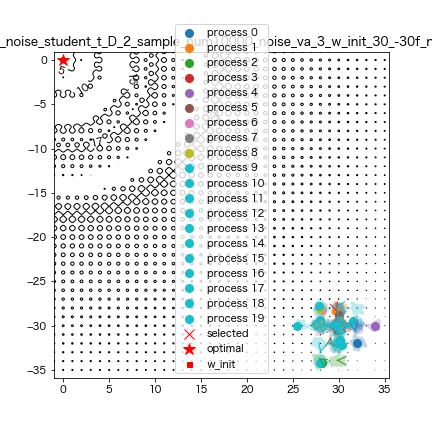 _noise_student_t_D_2_sample_num10000_noise_va_3_w_init_30_-30f_n
process 0
process 1
process 2
process 3
process 4
process 5
process 6
process 7
process 8
process 9
process 10
process 11
process 12
process 13
process 14
process 15
process 16
process 17
process 18
process 19
selected
optimal
w_init
0
−5
−10
−15
−20
−25
−30
−35
0
5
10
15
20
25
30
35